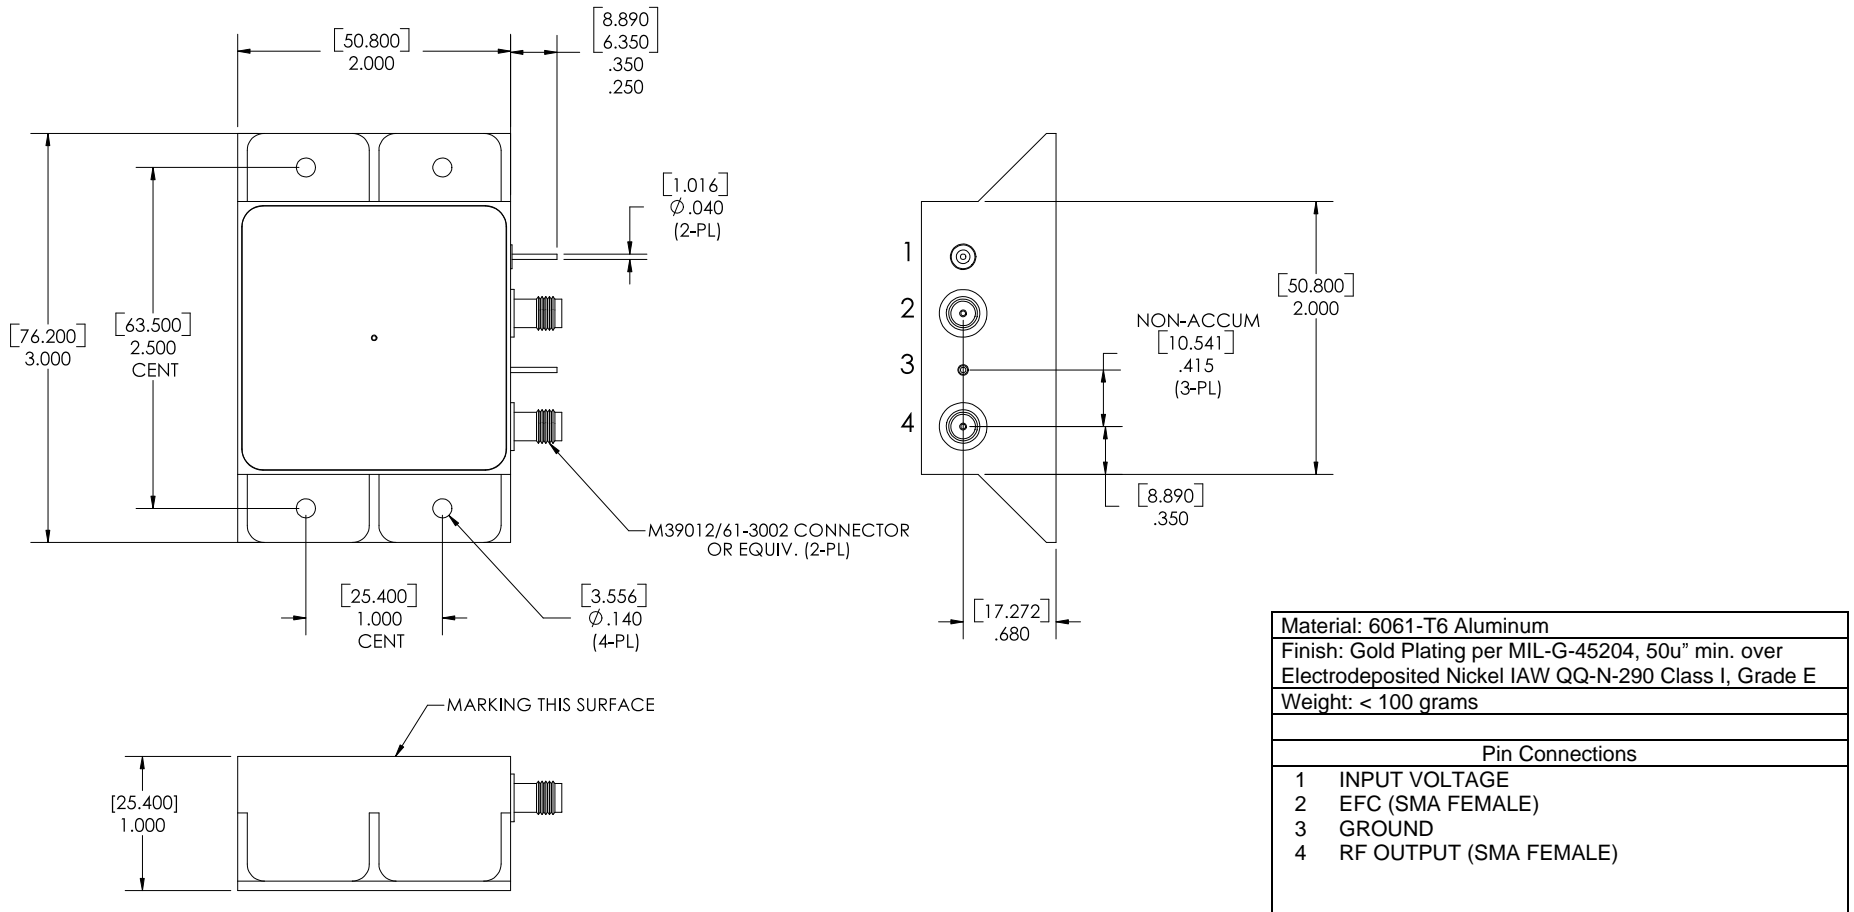 [50.800]
2.000
[8.890]
[6.350]
.350
.250
[1.016]
Ø .040
(2-PL)
[76.200]
3.000
[63.500]
2.500
CENT
1
2
3
4
NON-ACCUM
[10.541]
.415
(3-PL)
[50.800]
2.000
[8.890]
.350
M39012/61-3002 CONNECTOR
OR EQUIV. (2-PL)
[25.400]
1.000
CENT
[3.556]
Ø .140
(4-PL)
[17.272]
.680
MARKING THIS SURFACE
[25.400]
1.000
Material: 6061-T6 Aluminum
Finish: Gold Plating per MIL-G-45204, 50u” min. over
Electrodeposited Nickel IAW QQ-N-290 Class I, Grade E
Weight: < 100 grams
Pin Connections
1 INPUT VOLTAGE
2 EFC (SMA FEMALE)
3 GROUND
4 RF OUTPUT (SMA FEMALE)